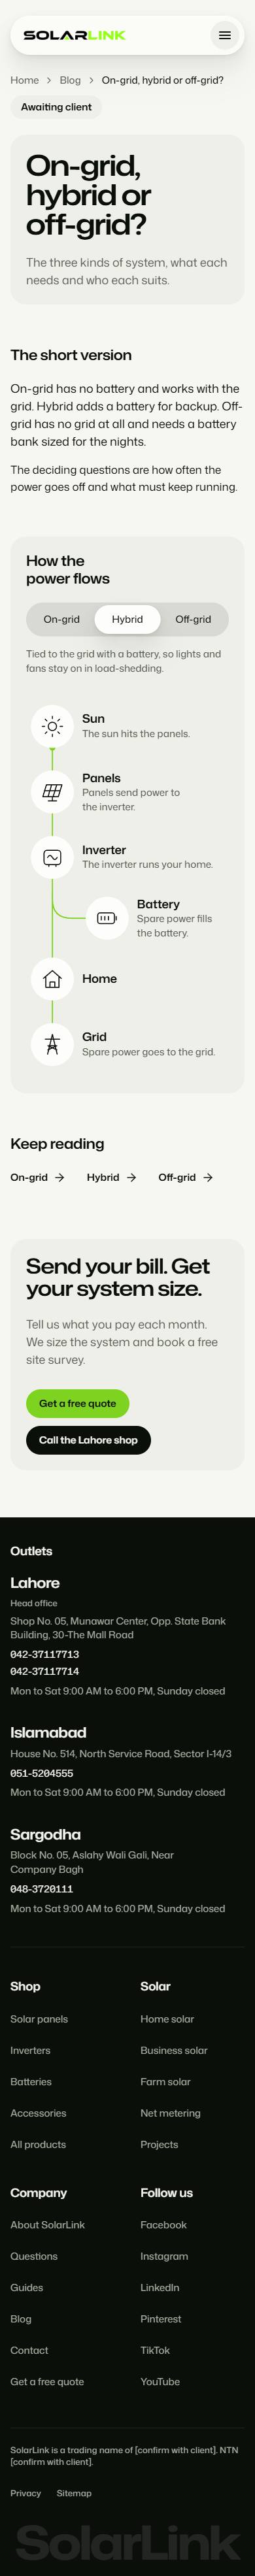 SOLARLINK
Home > Blog > On-grid, hybrid or off-grid?
Awaiting client
On-grid,
hybrid or
off-grid?
The three kinds of system, what each
needs and who each suits.
The short version
On-grid has no battery and works with the
grid. Hybrid adds a battery for backup. Off-
grid has no grid at all and needs a battery
bank sized for the nights.
The deciding questions are how often the
power goes off and what must keep running.
How the
power flows
On-grid Hybrid Off-grid
Tied to the grid with a battery, so lights and
fans stay on in load-shedding.
Sun
The sun hits the panels.
Panels
Panels send power to
the inverter.
Inverter
The inverter runs your home.
Battery
Spare power fills
the battery.
Home
Grid
Spare power goes to the grid.
Keep reading
On-grid → Hybrid → Off-grid →
Send your bill. Get
your system size.
Tell us what you pay each month.
We size the system and book a free
site survey.
Get a free quote
Call the Lahore shop
Outlets
Lahore
Head office
Shop No. 05, Munawar Center, Opp. State Bank
Building, 30-The Mall Road
042-37117713
042-37117714
Mon to Sat 9:00 AM to 6:00 PM, Sunday closed
Islamabad
House No. 514, North Service Road, Sector I-14/3
051-5204555
Mon to Sat 9:00 AM to 6:00 PM, Sunday closed
Sargodha
Block No. 05, Aslahy Wali Gali, Near
Company Bagh
048-3720111
Mon to Sat 9:00 AM to 6:00 PM, Sunday closed
Shop
Solar panels
Inverters
Batteries
Accessories
All products
Solar
Home solar
Business solar
Farm solar
Net metering
Projects
Company
About SolarLink
Questions
Guides
Blog
Contact
Get a free quote
Follow us
Facebook
Instagram
LinkedIn
Pinterest
TikTok
YouTube
SolarLink is a trading name of [confirm with client]. NTN
[confirm with client].
Privacy Sitemap
SolarLink